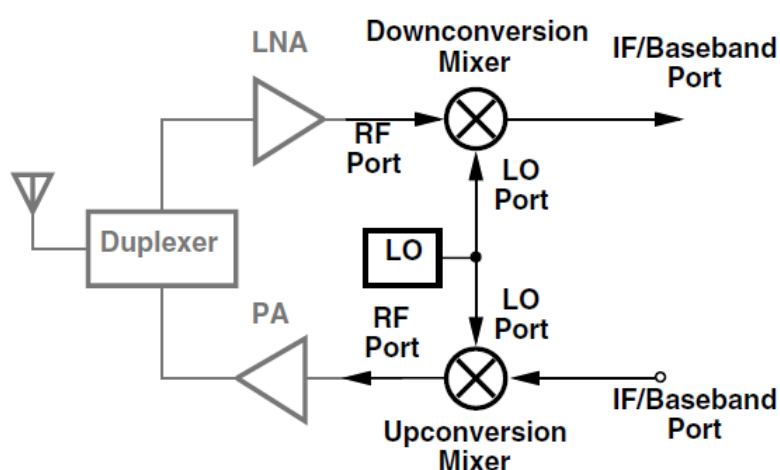 LNA
Downconversion
Mixer
IF/Baseband
Port
RF
Port
LO
Port
Duplexer
LO
PA
RF
Port
LO
Port
IF/Baseband
Port
Upconversion
Mixer